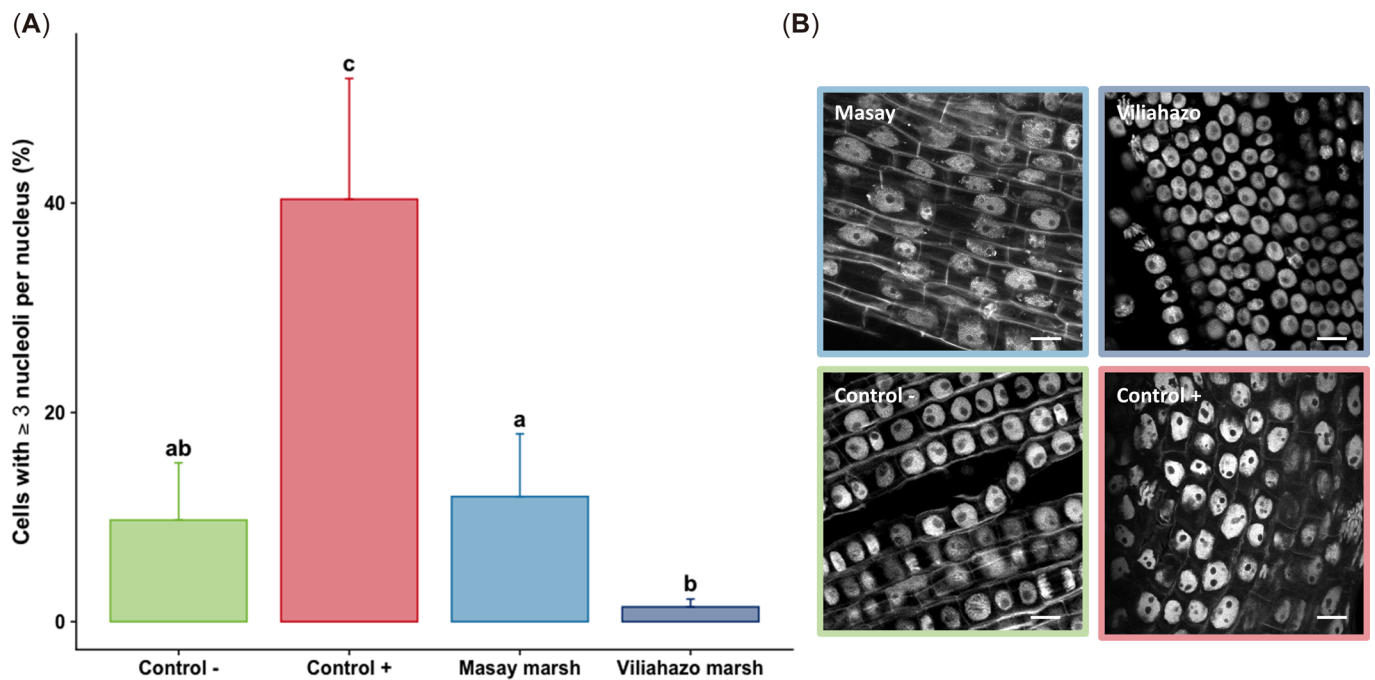 (A)
Cells with ≥ 3 nucleoli per nucleus (%)
40
20
0
ab
c
a
b
Control -
Control +
Masay marsh
Viliahazo marsh
(B)
Masay
Viliahazo
Control -
Control +